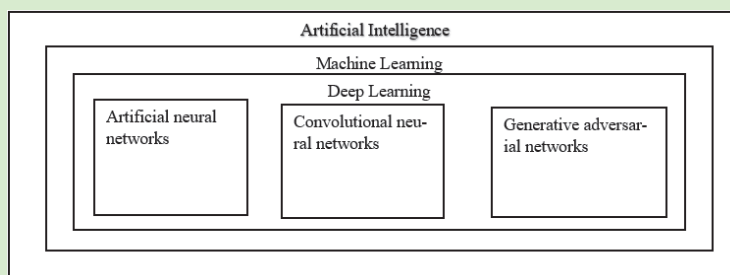 Artificial Intelligence
Machine Learning
Deep Learning
Artificial neural
networks
Convolutional neu-
ral networks
Generative adversar-
ial networks